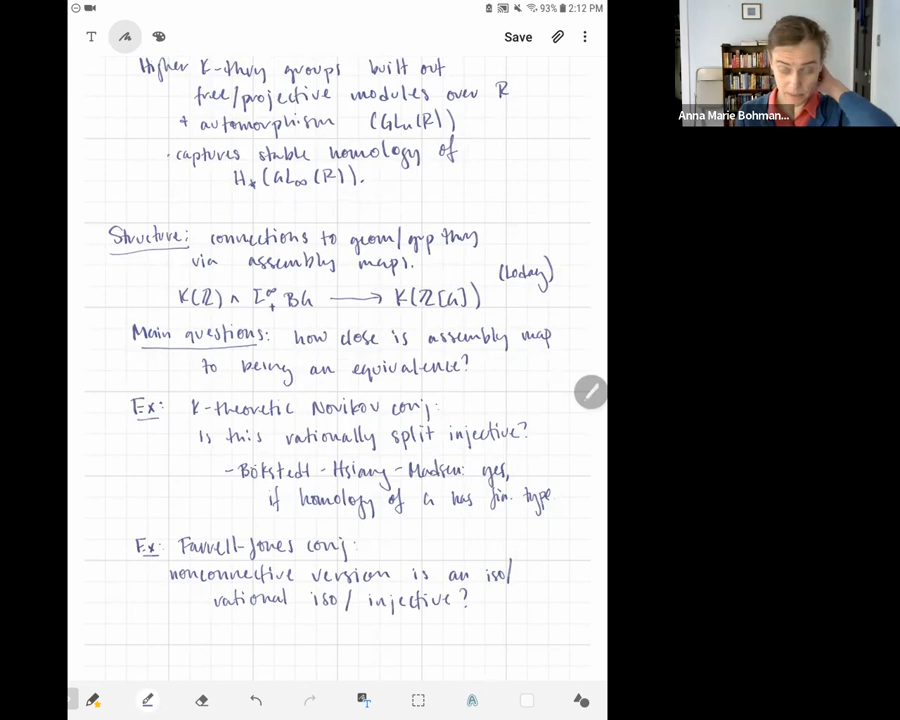 93% 2:12 PM
T
Save
Higher K-thry groups built out
free/projective modules over R
+ automorphism (GLn(R))
· captures stable homology of
H*(GL∞(R)).
Structure: connections to geom/grp thry
via assembly maps.
(today)
K(ℤ) ∧ Σ^∞_+ BG ⟶ K(ℤ[G])
Main questions: how close is assembly map
to being an equivalence?
Ex: K-theoretic Novikov conj:
Is this rationally split injective?
- Bökstedt - Hsiang - Madsen: yes,
if homology of G has fin. type
Ex: Farrell-Jones conj:
nonconnective version is an iso/
rational iso/ injective?
Anna Marie Bohman...